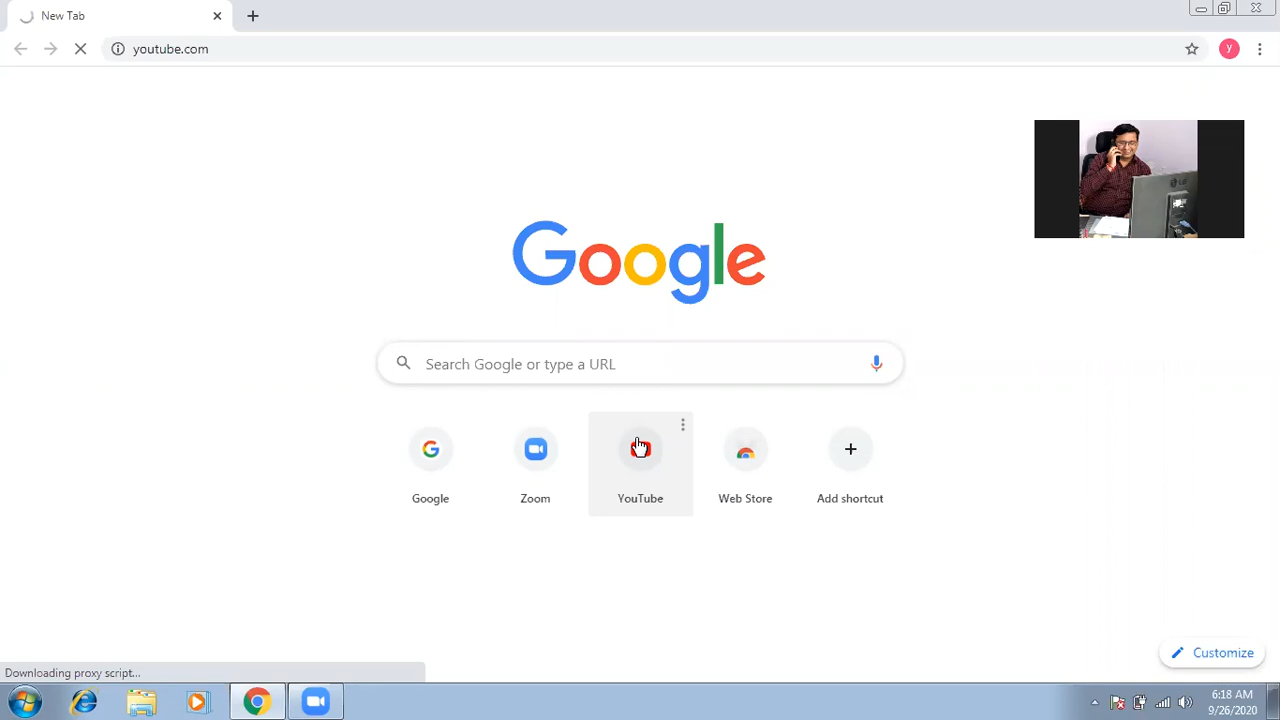 New Tab
youtube.com
y
Google
Search Google or type a URL
Google
Zoom
YouTube
Web Store
Add shortcut
Customize
Downloading proxy script...
6:18 AM
9/26/2020